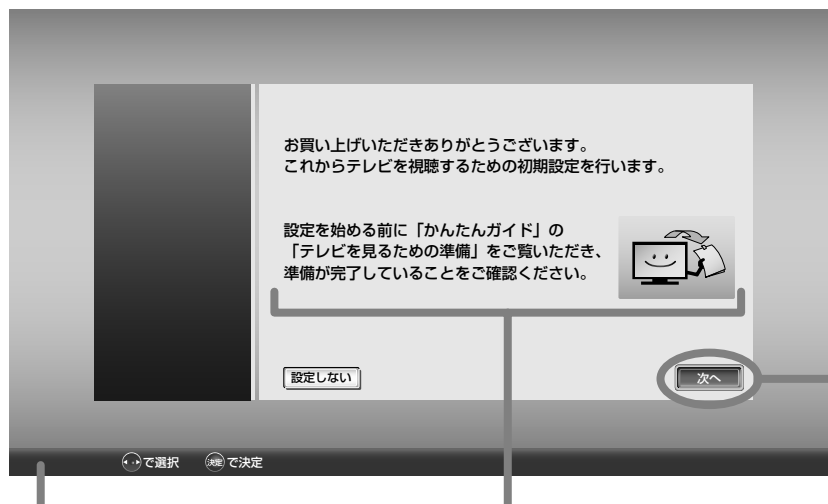 お買い上げいただきありがとうございます。
これからテレビを視聴するための初期設定を行います。
設定を始める前に「かんたんガイド」の
「テレビを見るための準備」をご覧いただき、
準備が完了していることをご確認ください。
設定しない
次へ
で選択 決定 で決定